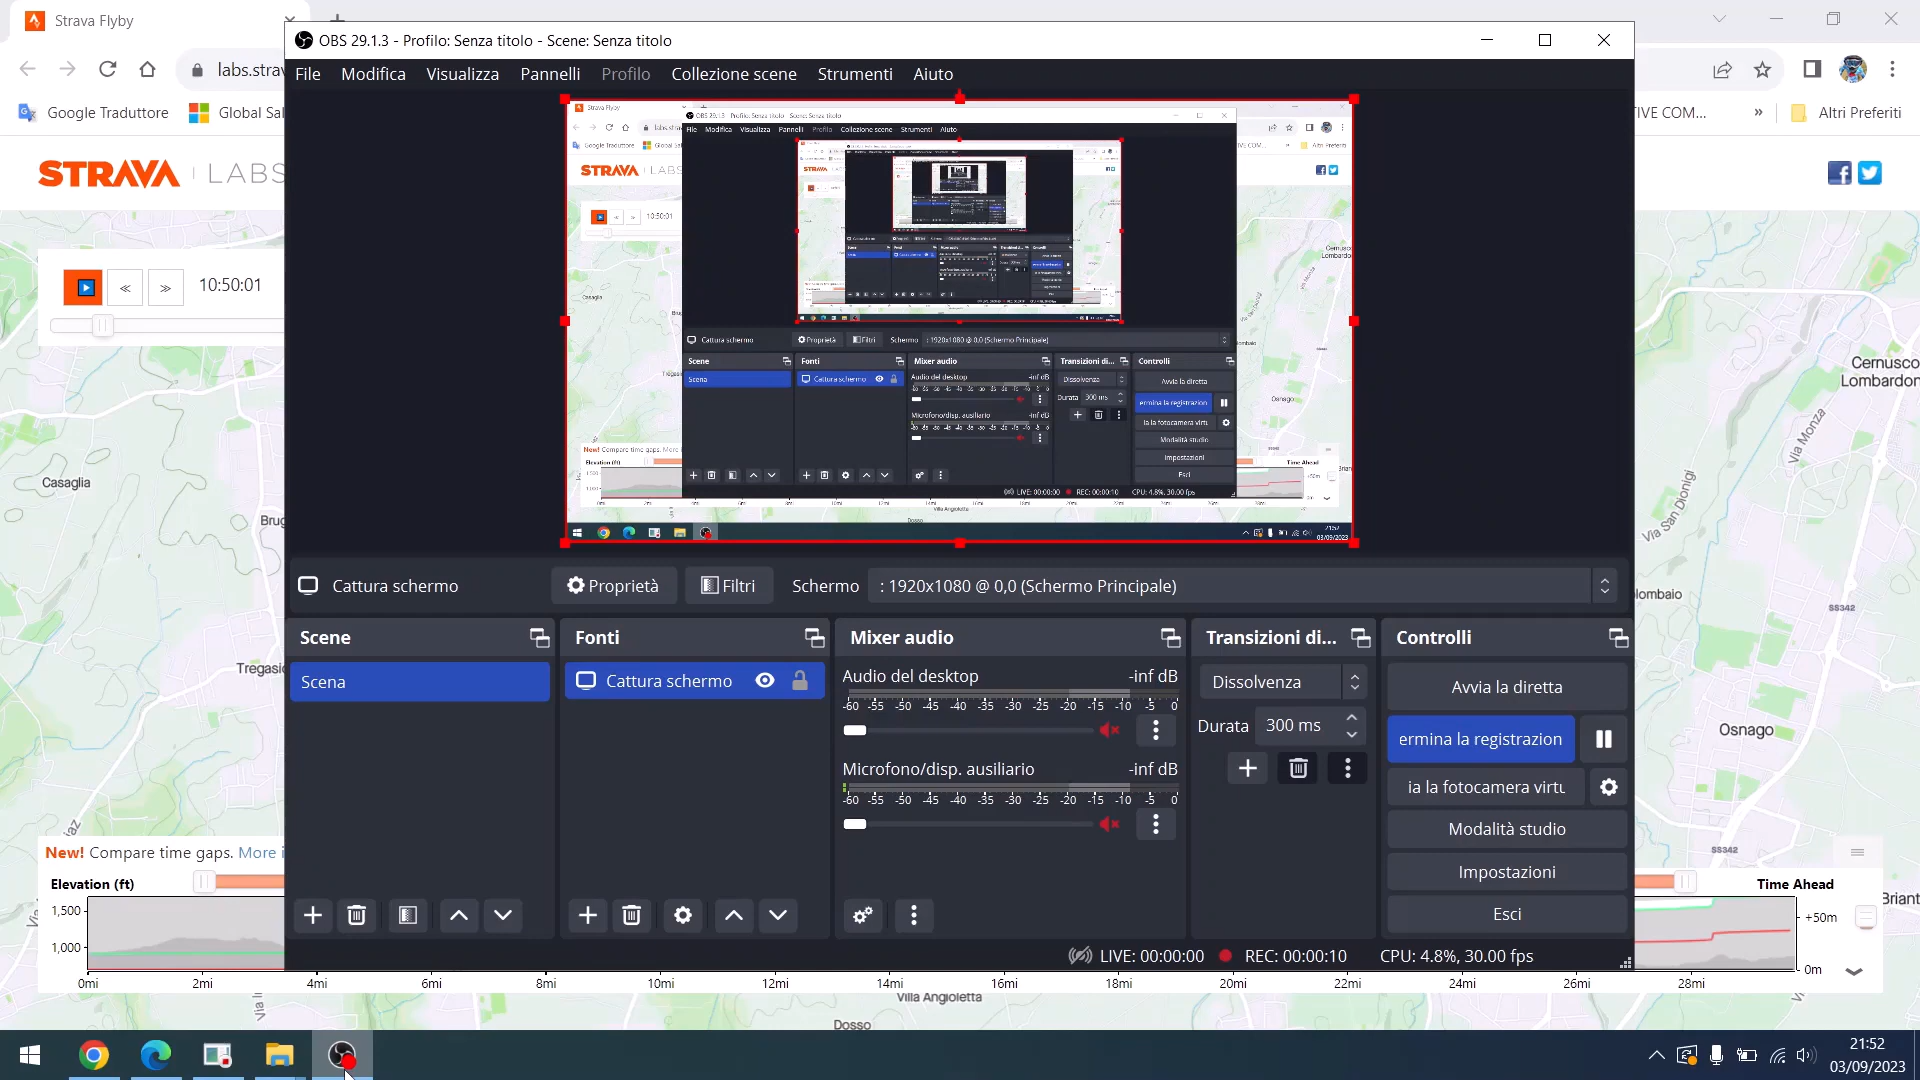 Strava Flyby
OBS 29.1.3 - Profilo: Senza titolo - Scene: Senza titolo
File Modifica Visualizza Pannelli Profilo Collezione scene Strumenti Aiuto
labs.strav
Google Traduttore
Global Sal
IVE COM...
»
Altri Preferiti
STRAVA LABS
10:50:01
Casaglia
Brug
Tregasio
Cernusco
Lombardone
Via Monza
Via San Dionigi
olombaio
SS342
Osnago
SS342
Briant
Cattura schermo
Proprietà
Filtri
Schermo
: 1920x1080 @ 0,0 (Schermo Principale)
Scene
Fonti
Mixer audio
Transizioni di...
Controlli
Scena
Cattura schermo
Audio del desktop
-inf dB
-60 -55 -50 -45 -40 -35 -30 -25 -20 -15 -10 -5 0
Microfono/disp. ausiliario
-inf dB
-60 -55 -50 -45 -40 -35 -30 -25 -20 -15 -10 -5 0
Dissolvenza
Durata 300 ms
Avvia la diretta
ermina la registrazion
ia la fotocamera virtu
Modalità studio
Impostazioni
Esci
LIVE: 00:00:00
REC: 00:00:10
CPU: 4.8%, 30.00 fps
New! Compare time gaps. More i
Elevation (ft)
1,500
1,000
Time Ahead
+50m
0m
0mi 2mi 4mi 6mi 8mi 10mi 12mi 14mi 16mi 18mi 20mi 22mi 24mi 26mi 28mi
Villa Angioletta
Dosso
21:52
03/09/2023